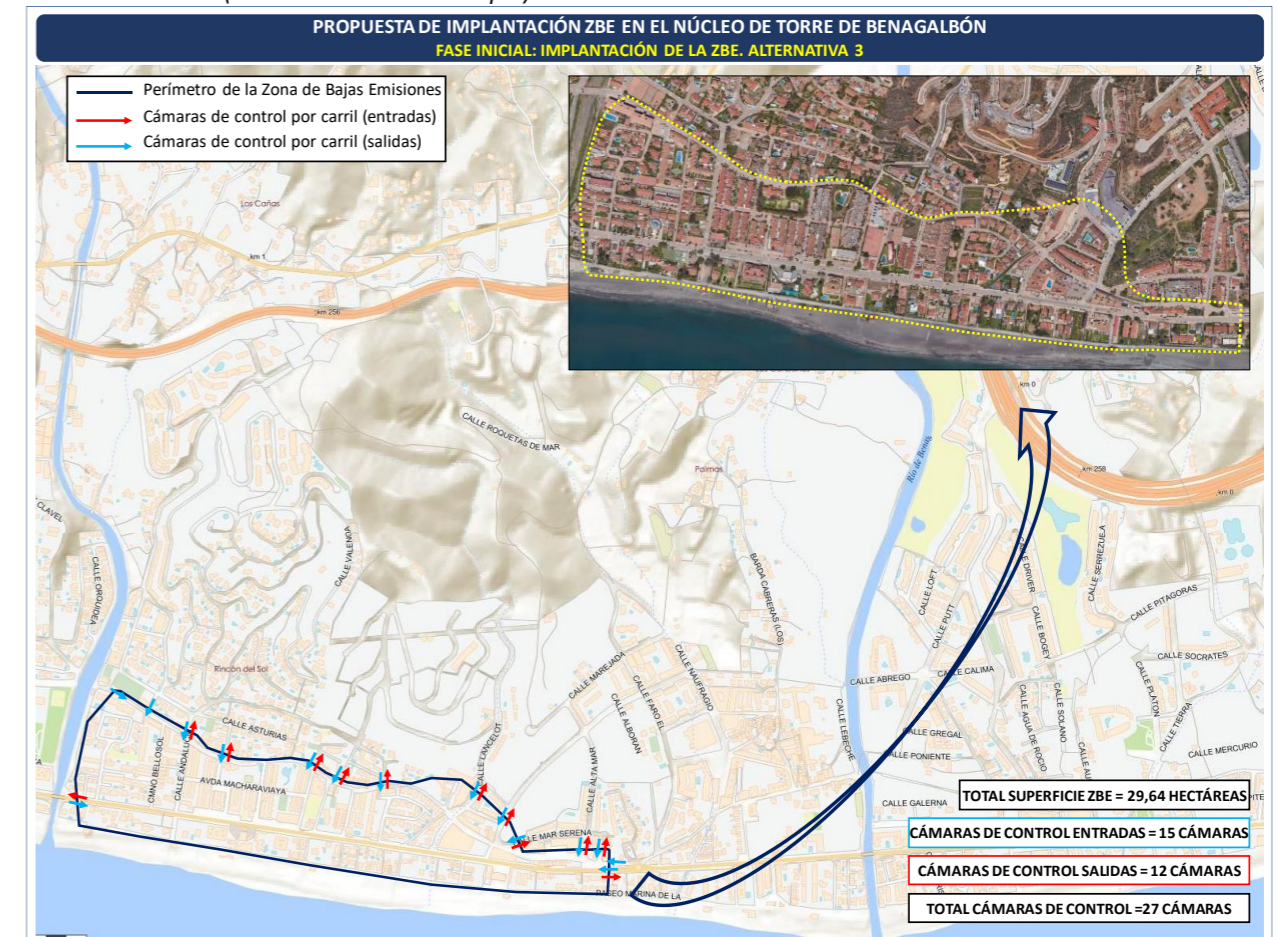 PROPUESTA DE IMPLANTACIÓN ZBE EN EL NÚCLEO DE TORRE DE BENAGALBÓN
FASE INICIAL: IMPLANTACIÓN DE LA ZBE. ALTERNATIVA 3
Perímetro de la Zona de Bajas Emisiones
Cámaras de control por carril (entradas)
Cámaras de control por carril (salidas)
Los Cañas
km 1
km 256
km 0
CALLE ROQUETAS DE MAR
Palmas
km 258
km 0
CLAVEL
CALLE ORQUIDEA
CALLE VALENCIA
BARDA CABRERAS (LOS)
CALLE LOFT
CALLE PUTT
DRIVER
CALLE SERREZUELA
CALLE BOGEY
CALLE PITAGORAS
CALLE SOCRATES
Rincón del Sol
CALLE MAREJADA
CALLE NAUFRAGIO
CALLE FARO EL
CALLE ALBORAN
CALLE ABREGO
CALLE CALIMA
CALLE PLATON
CALLE TIERRA
CALLE ASTURIAS
CALLE LANCELOT
CALLE ALTA MAR
CALLE LEBECHE
CALLE GREGAL
CALLE AGUA DE ROCIO
CALLE SOLANO
CALLE MERCURIO
CMNO BELLOSOL
CALLE ANDALU
AVDA MACHARAVIAYA
CALLE PONIENTE
CALLE GALERNA
LE MAR SERENA
PASEO MARINA DE LA
TOTAL SUPERFICIE ZBE = 29,64 HECTÁREAS
CÁMARAS DE CONTROL ENTRADAS = 15 CÁMARAS
CÁMARAS DE CONTROL SALIDAS = 12 CÁMARAS
TOTAL CÁMARAS DE CONTROL =27 CÁMARAS